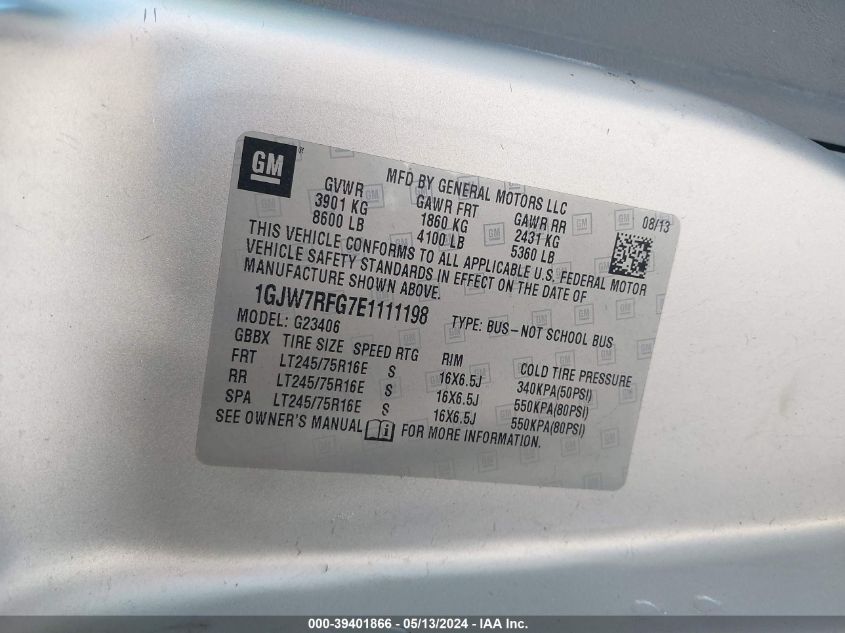 GM
MFD BY GENERAL MOTORS LLC
08/13
GVWR GAWR FRT GAWR RR
3901 KG 1860 KG 2431 KG
8600 LB 4100 LB 5360 LB
THIS VEHICLE CONFORMS TO ALL APPLICABLE U.S. FEDERAL MOTOR
VEHICLE SAFETY STANDARDS IN EFFECT ON THE DATE OF
MANUFACTURE SHOWN ABOVE.
1GJW7RFG7E1111198 TYPE: BUS-NOT SCHOOL BUS
MODEL: G23406
GBBX TIRE SIZE SPEED RTG RIM COLD TIRE PRESSURE
FRT LT245/75R16E S 16X6.5J 340KPA(50PSI)
RR LT245/75R16E S 16X6.5J 550KPA(80PSI)
SPA LT245/75R16E S 16X6.5J 550KPA(80PSI)
SEE OWNER'S MANUAL i FOR MORE INFORMATION.
000-39401866 - 05/13/2024 - IAA Inc.